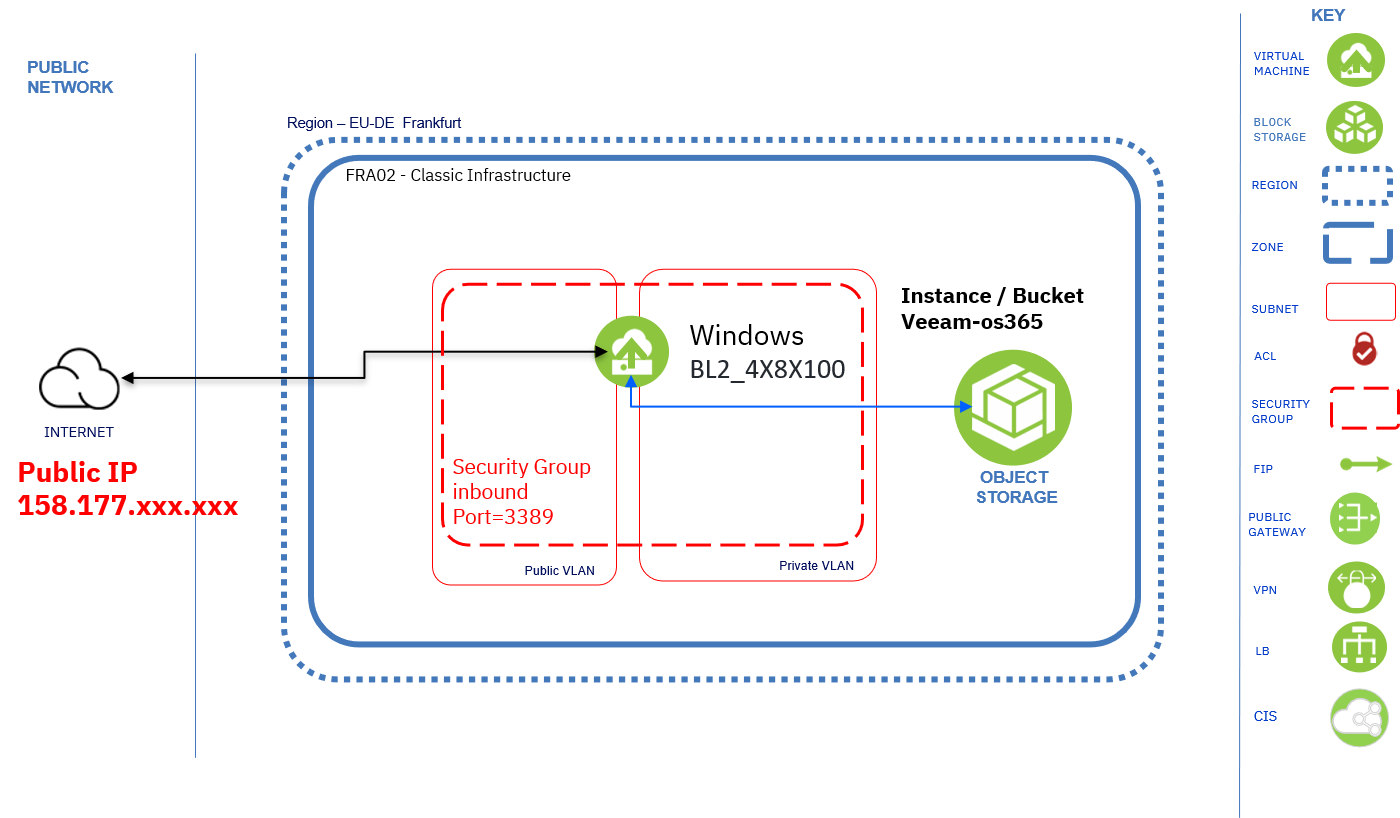 PUBLIC
NETWORK
Region – EU-DE  Frankfurt
FRA02 - Classic Infrastructure
Windows
BL2_4X8X100
Instance / Bucket
Veeam-os365
OBJECT
STORAGE
INTERNET
Public IP
158.177.xxx.xxx
Security Group
inbound
Port=3389
Public VLAN
Private VLAN
KEY
VIRTUAL
MACHINE
BLOCK
STORAGE
REGION
ZONE
SUBNET
ACL
SECURITY
GROUP
FIP
PUBLIC
GATEWAY
VPN
LB
CIS